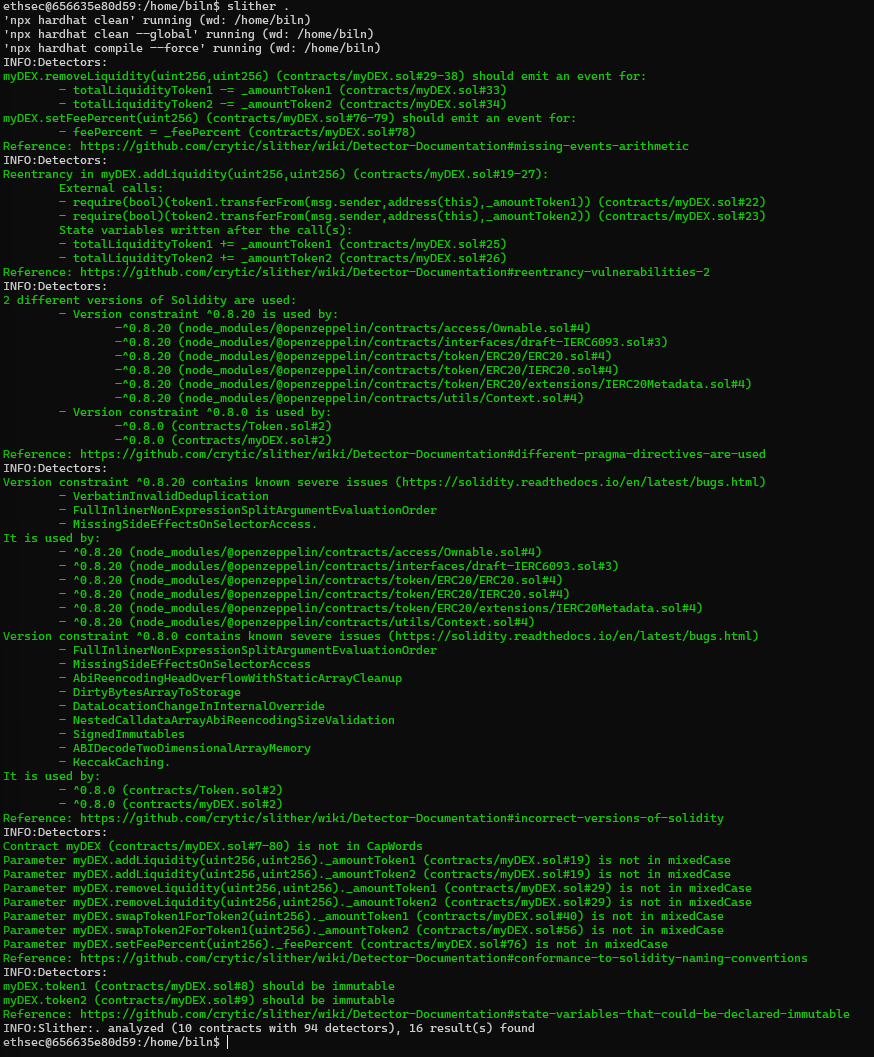 ethsec@656635e80d59:/home/biln$ slither .
'npx hardhat clean' running (wd: /home/biln)
'npx hardhat clean --global' running (wd: /home/biln)
'npx hardhat compile --force' running (wd: /home/biln)
INFO:Detectors:
myDEX.removeLiquidity(uint256,uint256) (contracts/myDEX.sol#29-38) should emit an event for:
- totalLiquidityToken1 -= _amountToken1 (contracts/myDEX.sol#33)
- totalLiquidityToken2 -= _amountToken2 (contracts/myDEX.sol#34)
myDEX.setFeePercent(uint256) (contracts/myDEX.sol#76-79) should emit an event for:
- feePercent = _feePercent (contracts/myDEX.sol#78)
Reference: https://github.com/crytic/slither/wiki/Detector-Documentation#missing-events-arithmetic
INFO:Detectors:
Reentrancy in myDEX.addLiquidity(uint256,uint256) (contracts/myDEX.sol#19-27):
External calls:
- require(bool)(token1.transferFrom(msg.sender,address(this),_amountToken1)) (contracts/myDEX.sol#22)
- require(bool)(token2.transferFrom(msg.sender,address(this),_amountToken2)) (contracts/myDEX.sol#23)
State variables written after the call(s):
- totalLiquidityToken1 += _amountToken1 (contracts/myDEX.sol#25)
- totalLiquidityToken2 += _amountToken2 (contracts/myDEX.sol#26)
Reference: https://github.com/crytic/slither/wiki/Detector-Documentation#reentrancy-vulnerabilities-2
INFO:Detectors:
2 different versions of Solidity are used:
- Version constraint ^0.8.20 is used by:
-^0.8.20 (node_modules/@openzeppelin/contracts/access/Ownable.sol#4)
-^0.8.20 (node_modules/@openzeppelin/contracts/interfaces/draft-IERC6093.sol#3)
-^0.8.20 (node_modules/@openzeppelin/contracts/token/ERC20/ERC20.sol#4)
-^0.8.20 (node_modules/@openzeppelin/contracts/token/ERC20/IERC20.sol#4)
-^0.8.20 (node_modules/@openzeppelin/contracts/token/ERC20/extensions/IERC20Metadata.sol#4)
-^0.8.20 (node_modules/@openzeppelin/contracts/utils/Context.sol#4)
- Version constraint ^0.8.0 is used by:
-^0.8.0 (contracts/Token.sol#2)
-^0.8.0 (contracts/myDEX.sol#2)
Reference: https://github.com/crytic/slither/wiki/Detector-Documentation#different-pragma-directives-are-used
INFO:Detectors:
Version constraint ^0.8.20 contains known severe issues (https://solidity.readthedocs.io/en/latest/bugs.html)
- VerbatimInvalidDeduplication
- FullInlinerNonExpressionSplitArgumentEvaluationOrder
- MissingSideEffectsOnSelectorAccess.
It is used by:
- ^0.8.20 (node_modules/@openzeppelin/contracts/access/Ownable.sol#4)
- ^0.8.20 (node_modules/@openzeppelin/contracts/interfaces/draft-IERC6093.sol#3)
- ^0.8.20 (node_modules/@openzeppelin/contracts/token/ERC20/ERC20.sol#4)
- ^0.8.20 (node_modules/@openzeppelin/contracts/token/ERC20/IERC20.sol#4)
- ^0.8.20 (node_modules/@openzeppelin/contracts/token/ERC20/extensions/IERC20Metadata.sol#4)
- ^0.8.20 (node_modules/@openzeppelin/contracts/utils/Context.sol#4)
Version constraint ^0.8.0 contains known severe issues (https://solidity.readthedocs.io/en/latest/bugs.html)
- FullInlinerNonExpressionSplitArgumentEvaluationOrder
- MissingSideEffectsOnSelectorAccess
- AbiReencodingHeadOverflowWithStaticArrayCleanup
- DirtyBytesArrayToStorage
- DataLocationChangeInInternalOverride
- NestedCalldataArrayAbiReencodingSizeValidation
- SignedImmutables
- ABIDecodeTwoDimensionalArrayMemory
- KeccakCaching.
It is used by:
- ^0.8.0 (contracts/Token.sol#2)
- ^0.8.0 (contracts/myDEX.sol#2)
Reference: https://github.com/crytic/slither/wiki/Detector-Documentation#incorrect-versions-of-solidity
INFO:Detectors:
Contract myDEX (contracts/myDEX.sol#7-80) is not in CapWords
Parameter myDEX.addLiquidity(uint256,uint256)._amountToken1 (contracts/myDEX.sol#19) is not in mixedCase
Parameter myDEX.addLiquidity(uint256,uint256)._amountToken2 (contracts/myDEX.sol#19) is not in mixedCase
Parameter myDEX.removeLiquidity(uint256,uint256)._amountToken1 (contracts/myDEX.sol#29) is not in mixedCase
Parameter myDEX.removeLiquidity(uint256,uint256)._amountToken2 (contracts/myDEX.sol#29) is not in mixedCase
Parameter myDEX.swapToken1ForToken2(uint256)._amountToken1 (contracts/myDEX.sol#40) is not in mixedCase
Parameter myDEX.swapToken2ForToken1(uint256)._amountToken2 (contracts/myDEX.sol#56) is not in mixedCase
Parameter myDEX.setFeePercent(uint256)._feePercent (contracts/myDEX.sol#76) is not in mixedCase
Reference: https://github.com/crytic/slither/wiki/Detector-Documentation#conformance-to-solidity-naming-conventions
INFO:Detectors:
myDEX.token1 (contracts/myDEX.sol#8) should be immutable
myDEX.token2 (contracts/myDEX.sol#9) should be immutable
Reference: https://github.com/crytic/slither/wiki/Detector-Documentation#state-variables-that-could-be-declared-immutable
INFO:Slither:. analyzed (10 contracts with 94 detectors), 16 result(s) found
ethsec@656635e80d59:/home/biln$